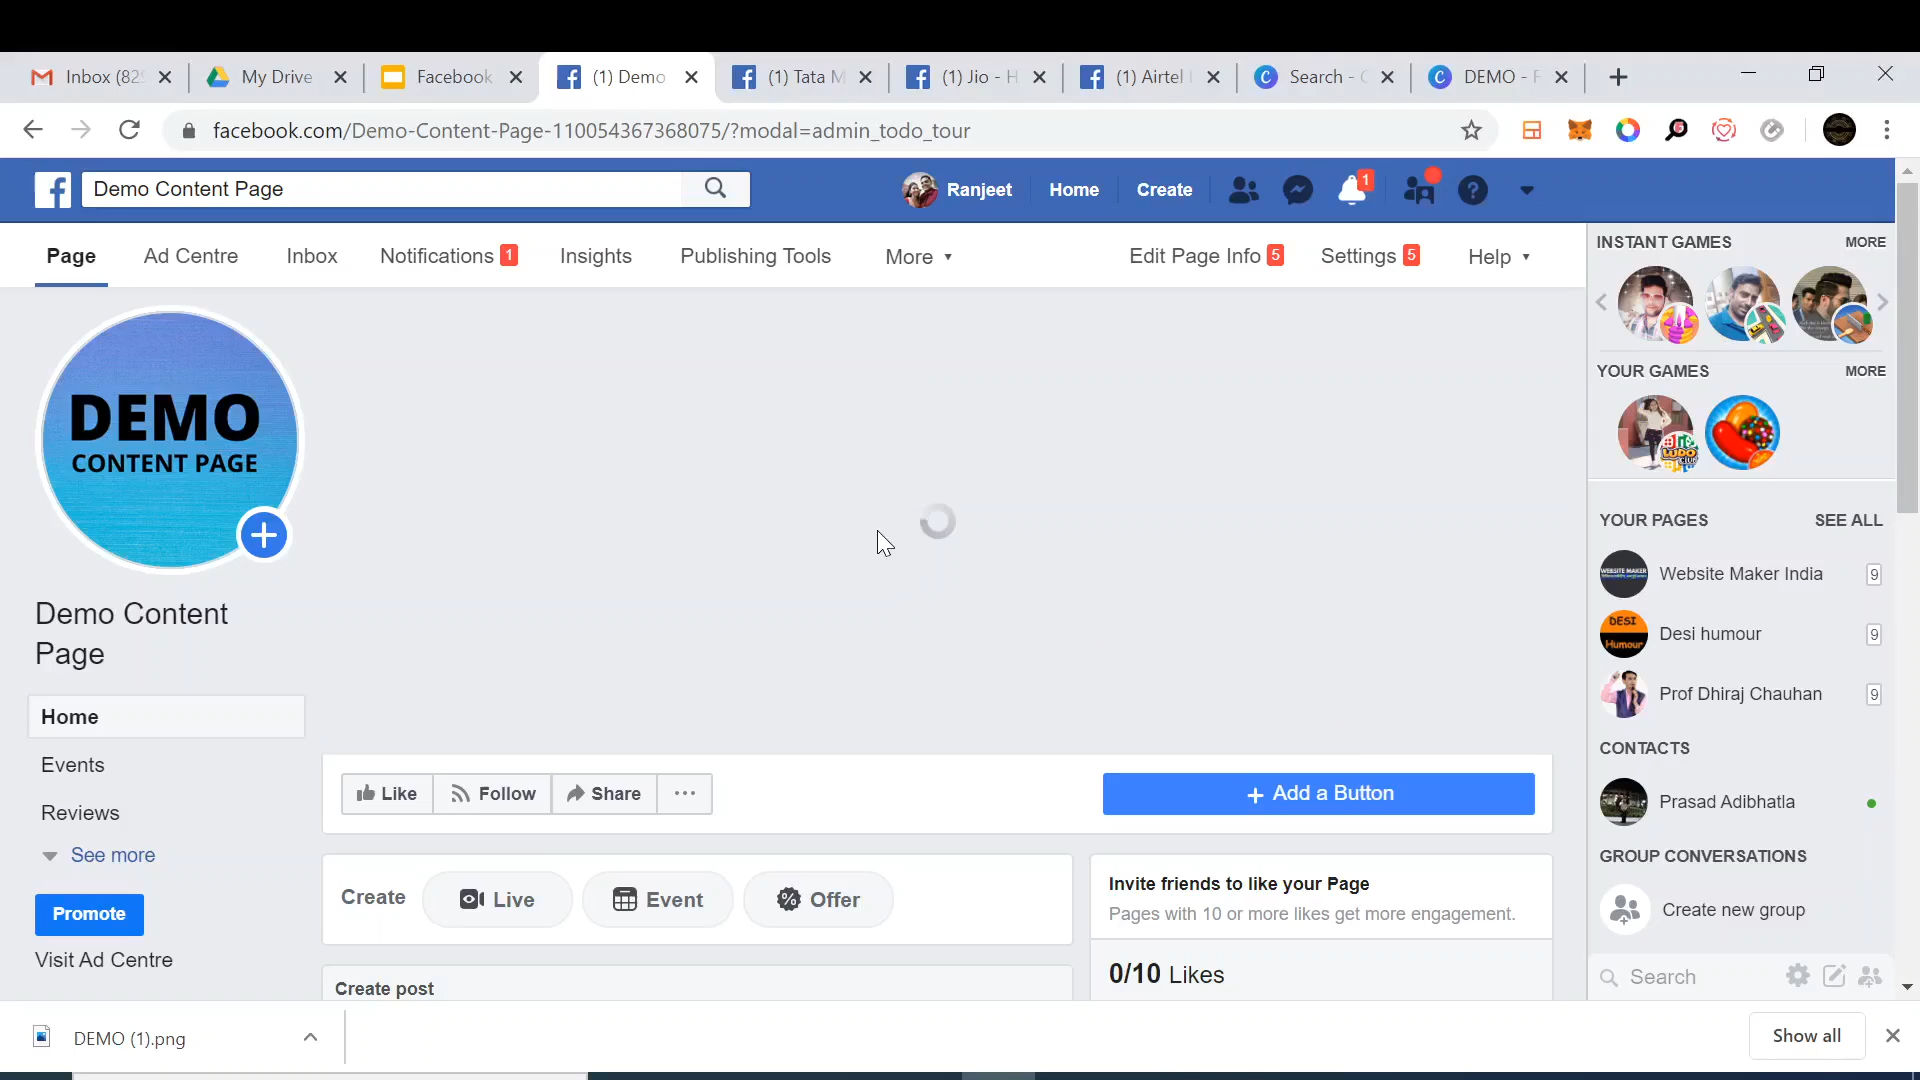 Inbox (82
My Drive
Facebook
(1) Demo
(1) Tata M
(1) Jio - H
(1) Airtel
Search -
DEMO - F
facebook.com/Demo-Content-Page-110054367368075/?modal=admin_todo_tour
Demo Content Page
Ranjeet
Home
Create
1
Page
Ad Centre
Inbox
Notifications 1
Insights
Publishing Tools
More
Edit Page Info 5
Settings 5
Help
DEMO
CONTENT PAGE
Demo Content
Page
Home
Events
Reviews
See more
Promote
Visit Ad Centre
Like
Follow
Share
+ Add a Button
Create
Live
Event
Offer
Create post
Invite friends to like your Page
Pages with 10 or more likes get more engagement.
0/10 Likes
INSTANT GAMES
MORE
YOUR GAMES
MORE
LUDO
CLUB
YOUR PAGES
SEE ALL
WEBSITE MAKER
Website Maker India
9
DESI
Humour
Desi humour
9
Prof Dhiraj Chauhan
9
CONTACTS
Prasad Adibhatla
GROUP CONVERSATIONS
Create new group
Search
DEMO (1).png
Show all